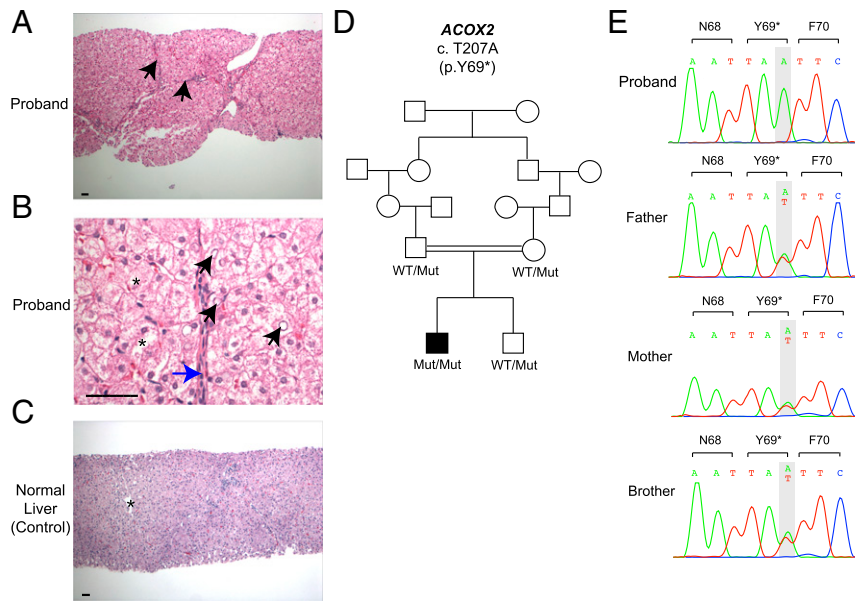 A
Proband
B
Proband
*
*
C
Normal
Liver
(Control)
*
D
ACOX2
c. T207A
(p.Y69*)
WT/Mut WT/Mut
Mut/Mut WT/Mut
E
N68 Y69* F70
A A T T A A T T C
Proband
N68 Y69* F70
A A T T A A T T C
T
Father
N68 Y69* F70
A A T T A A T T C
T
Mother
N68 Y69* F70
A A T T A A T T C
T
Brother